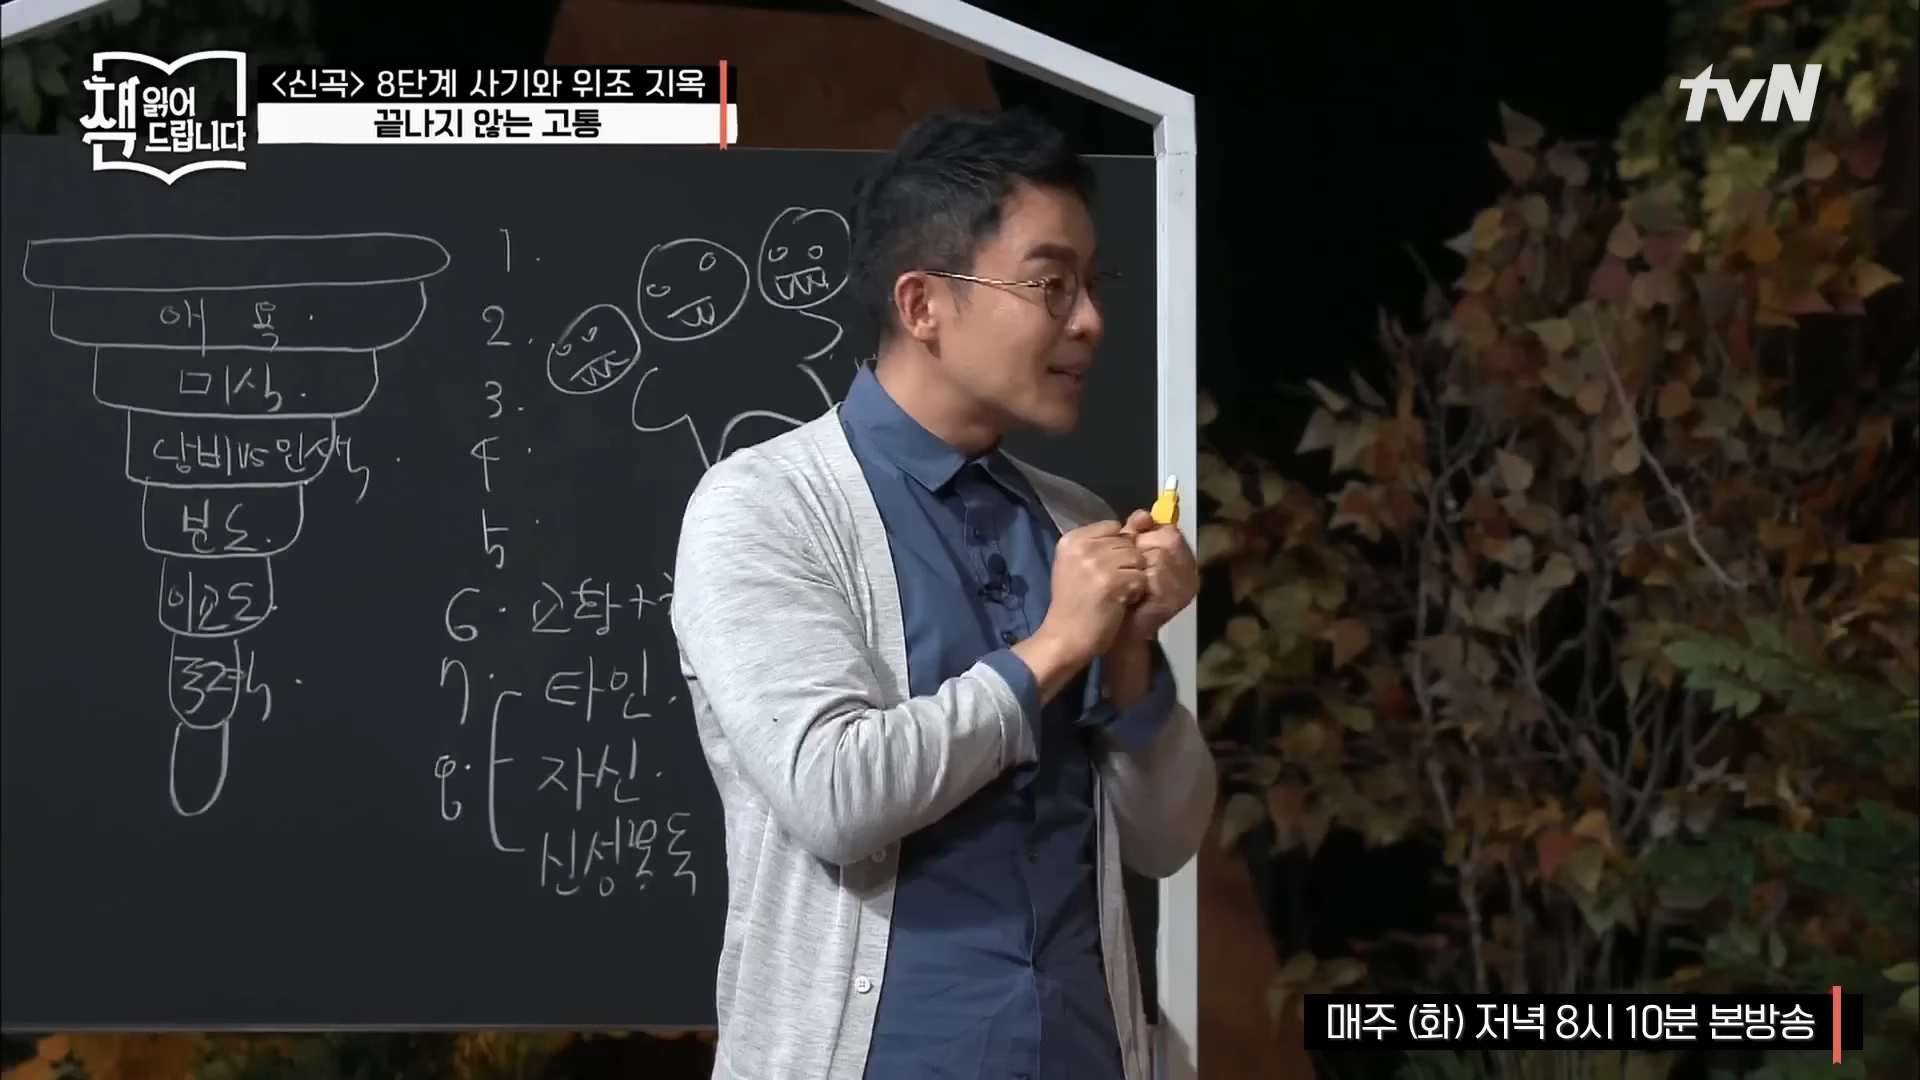 책 읽어
드립니다
<신곡> 8단계 사기와 위조 지옥
끝나지 않는 고통
tvN
애욕.
미식.
낭비vs인색.
분노.
이교도.
폭력.
1.
2.
3.
4.
5.
6. 교황+
7. 타인.
8. 자신.
신성모독
매주 (화) 저녁 8시 10분 본방송